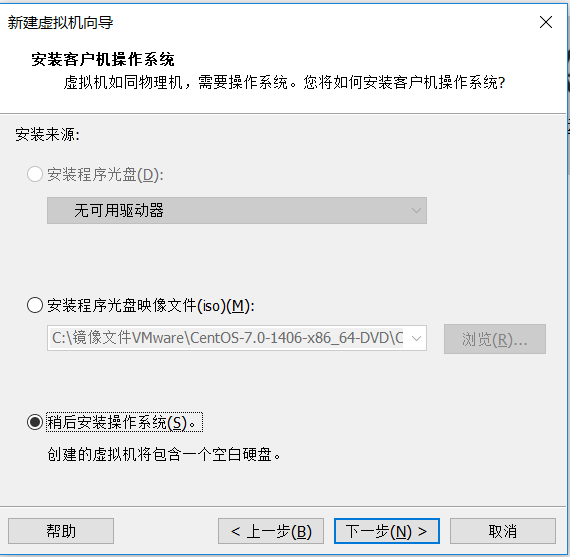 新建虚拟机向导
安装客户机操作系统
虚拟机如同物理机，需要操作系统。您将如何安装客户机操作系统?
安装来源:
安装程序光盘(D):
无可用驱动器
安装程序光盘映像文件(iso)(M):
C:\镜像文件VMware\CentOS-7.0-1406-x86_64-DVD\C
浏览(R)...
稍后安装操作系统(S)。
创建的虚拟机将包含一个空白硬盘。
帮助
< 上一步(B)
下一步(N) >
取消